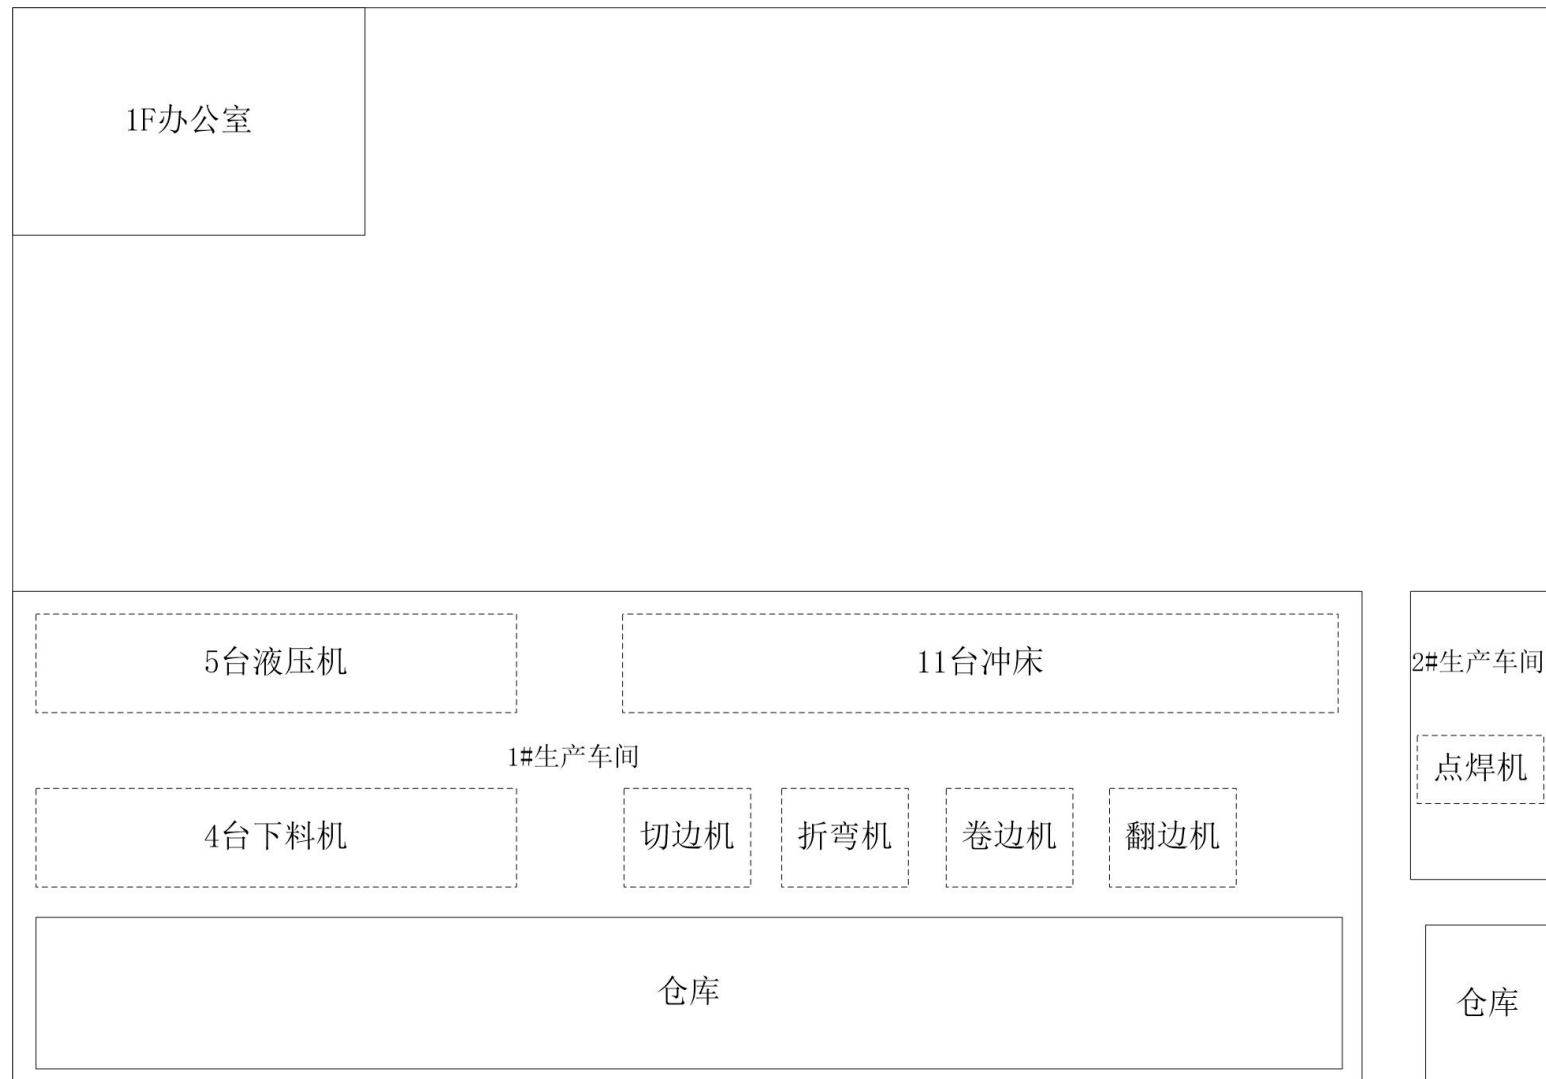 1F办公室
5台液压机
11台冲床
2#生产车间
1#生产车间
点焊机
4台下料机
切边机
折弯机
卷边机
翻边机
仓库
仓库